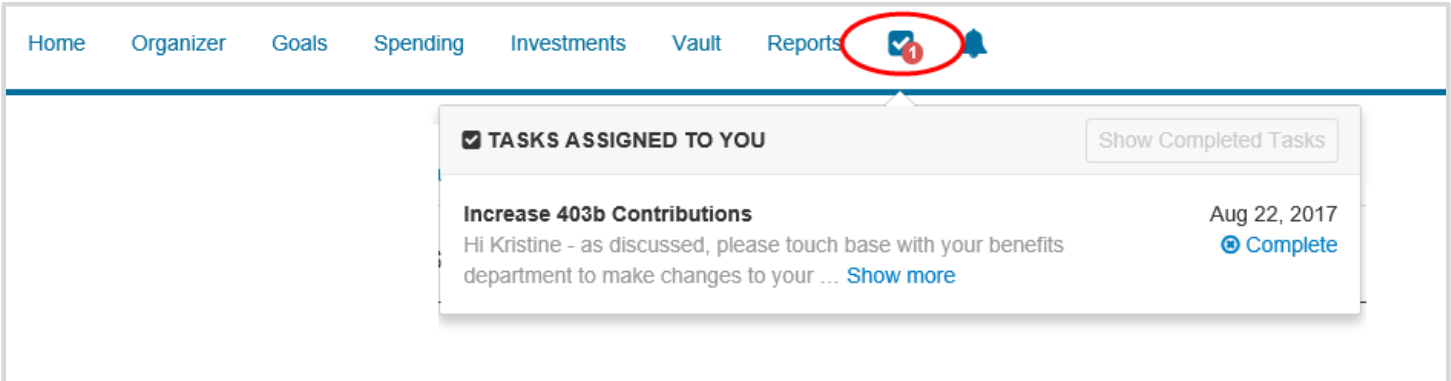 Home Organizer Goals Spending Investments Vault Reports 1
TASKS ASSIGNED TO YOU Show Completed Tasks
Increase 403b Contributions Aug 22, 2017
Hi Kristine - as discussed, please touch base with your benefits Complete
department to make changes to your ... Show more